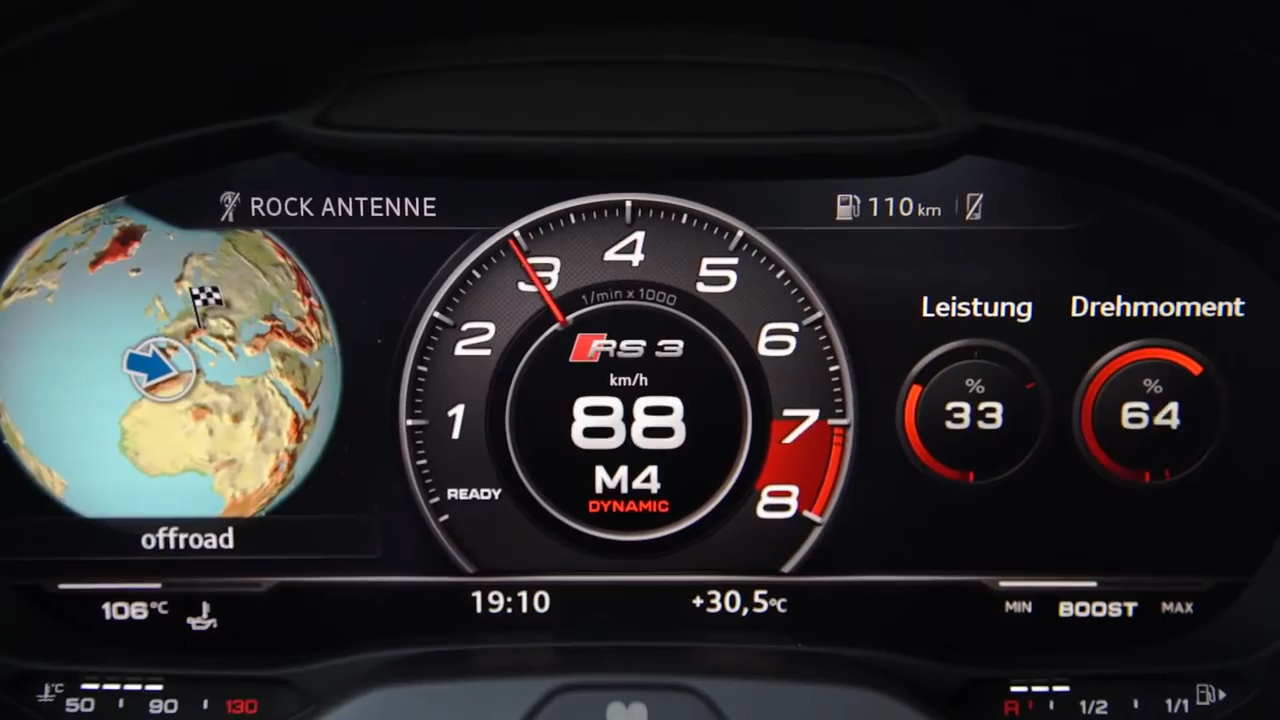 ROCK ANTENNE
110 km
4
3
5
1/min x 1000
2
6
RS 3
km/h
88
1
7
M4
READY
DYNAMIC
8
Leistung
Drehmoment
%
33
%
64
offroad
106°C
19:10
+30,5°C
MIN
BOOST
MAX
°C
50
90
130
R
1/2
1/1